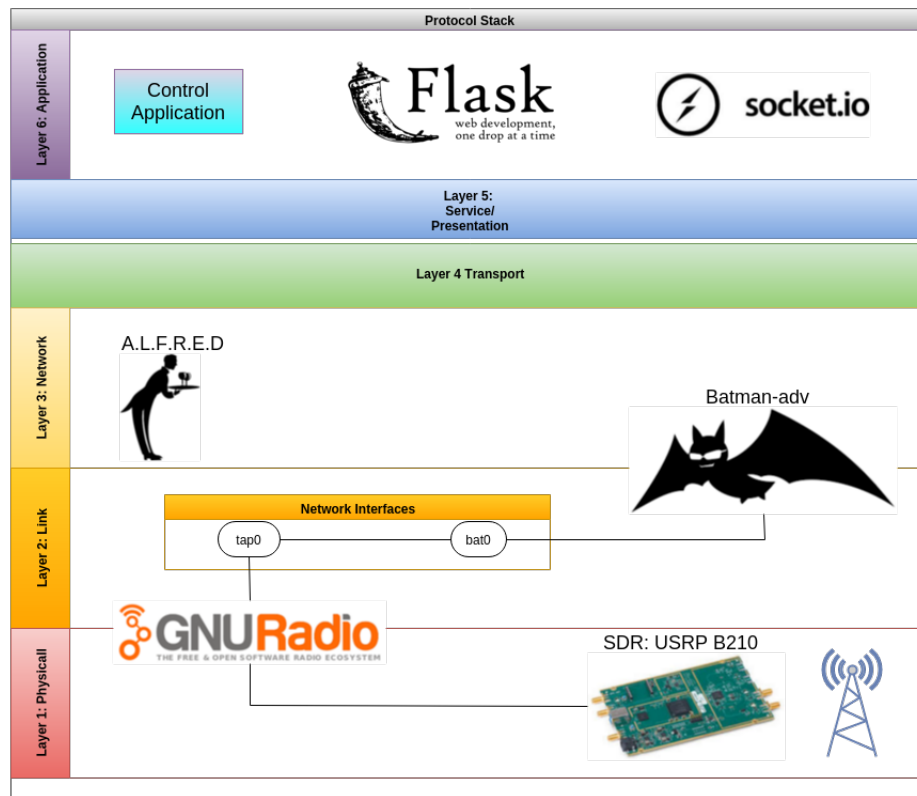 Protocol Stack
Layer 6: Application
Control
Application
Flask
web development,
one drop at a time
socket.io
Layer 5:
Service/
Presentation
Layer 4 Transport
Layer 3: Network
A.L.F.R.E.D
Batman-adv
Layer 2: Link
Network Interfaces
tap0
bat0
GNURadio
THE FREE & OPEN SOFTWARE RADIO ECOSYSTEM
Layer 1: Physicall
SDR: USRP B210